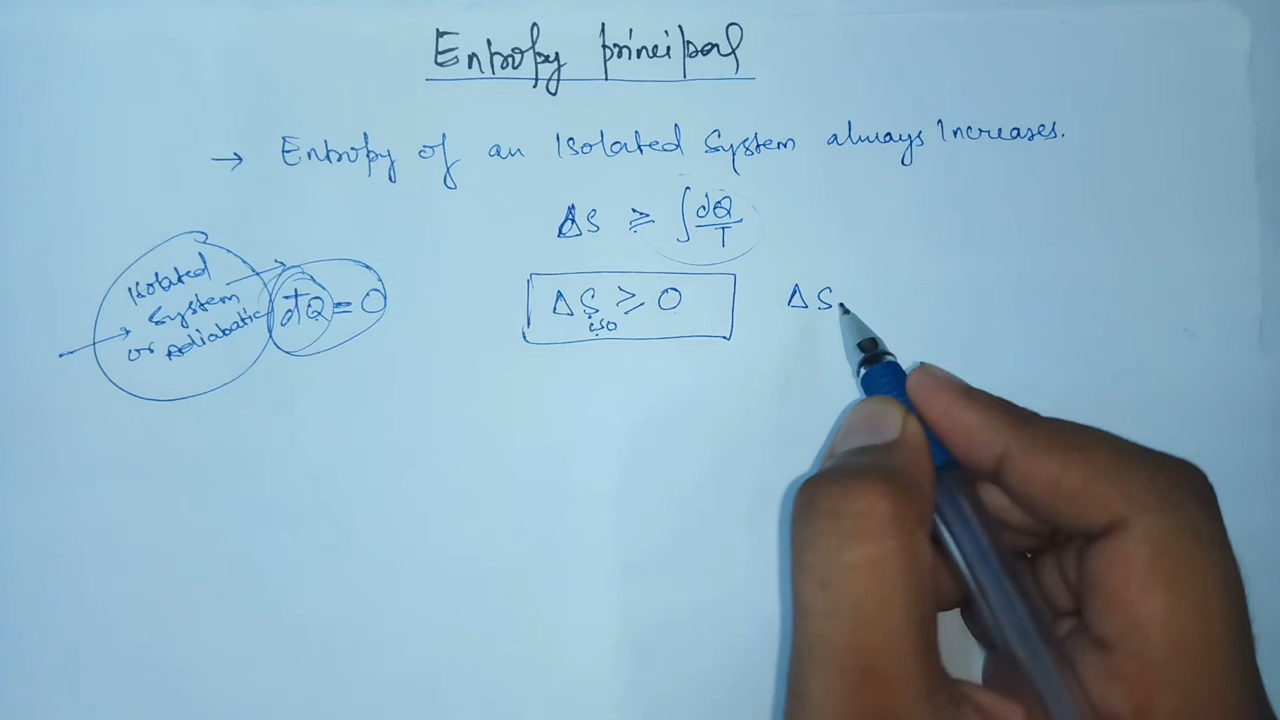 Entropy principal
→ Entropy of an Isolated System always Increases.
ΔS ≥ ∫dQ/T
Isolated
System
→ or Adiabatic
dQ = 0
ΔS iso ≥ 0
ΔS